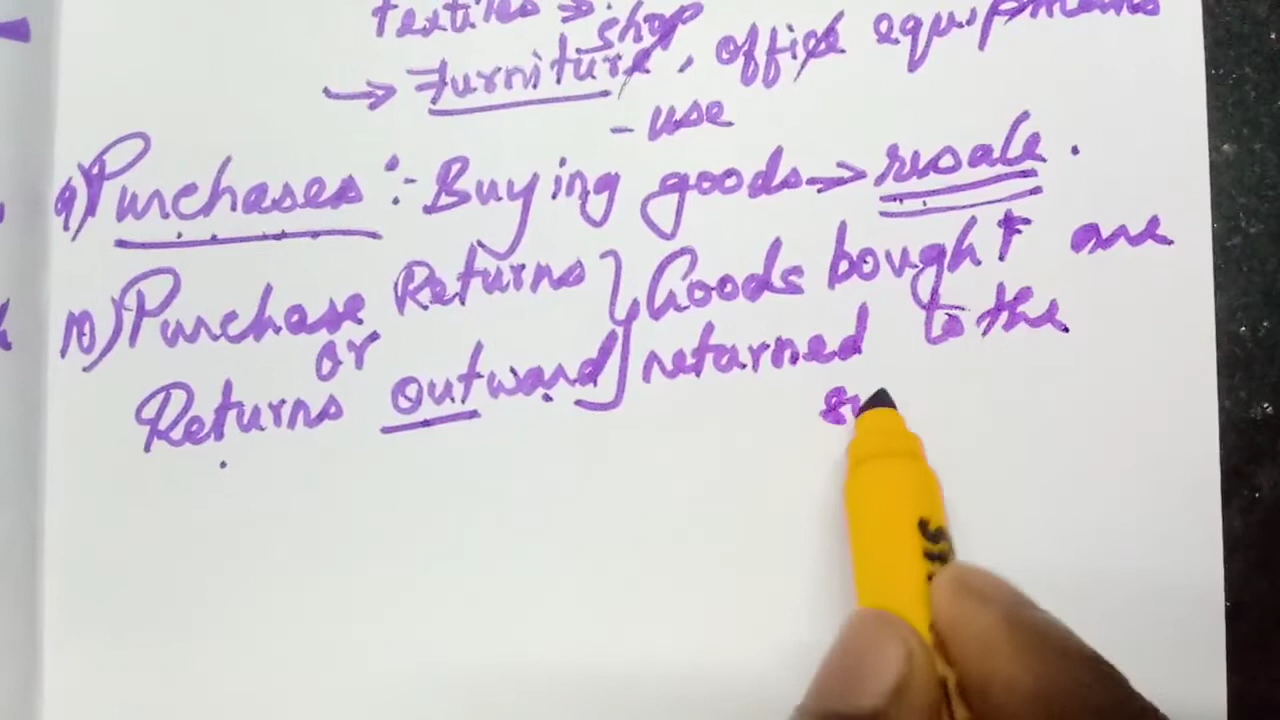 textiles → shop
→ Furniture, office equipments
- use
9) Purchases :- Buying goods → resale.
10) Purchase Returns } Goods bought are
or
Returns outward } returned to the
su